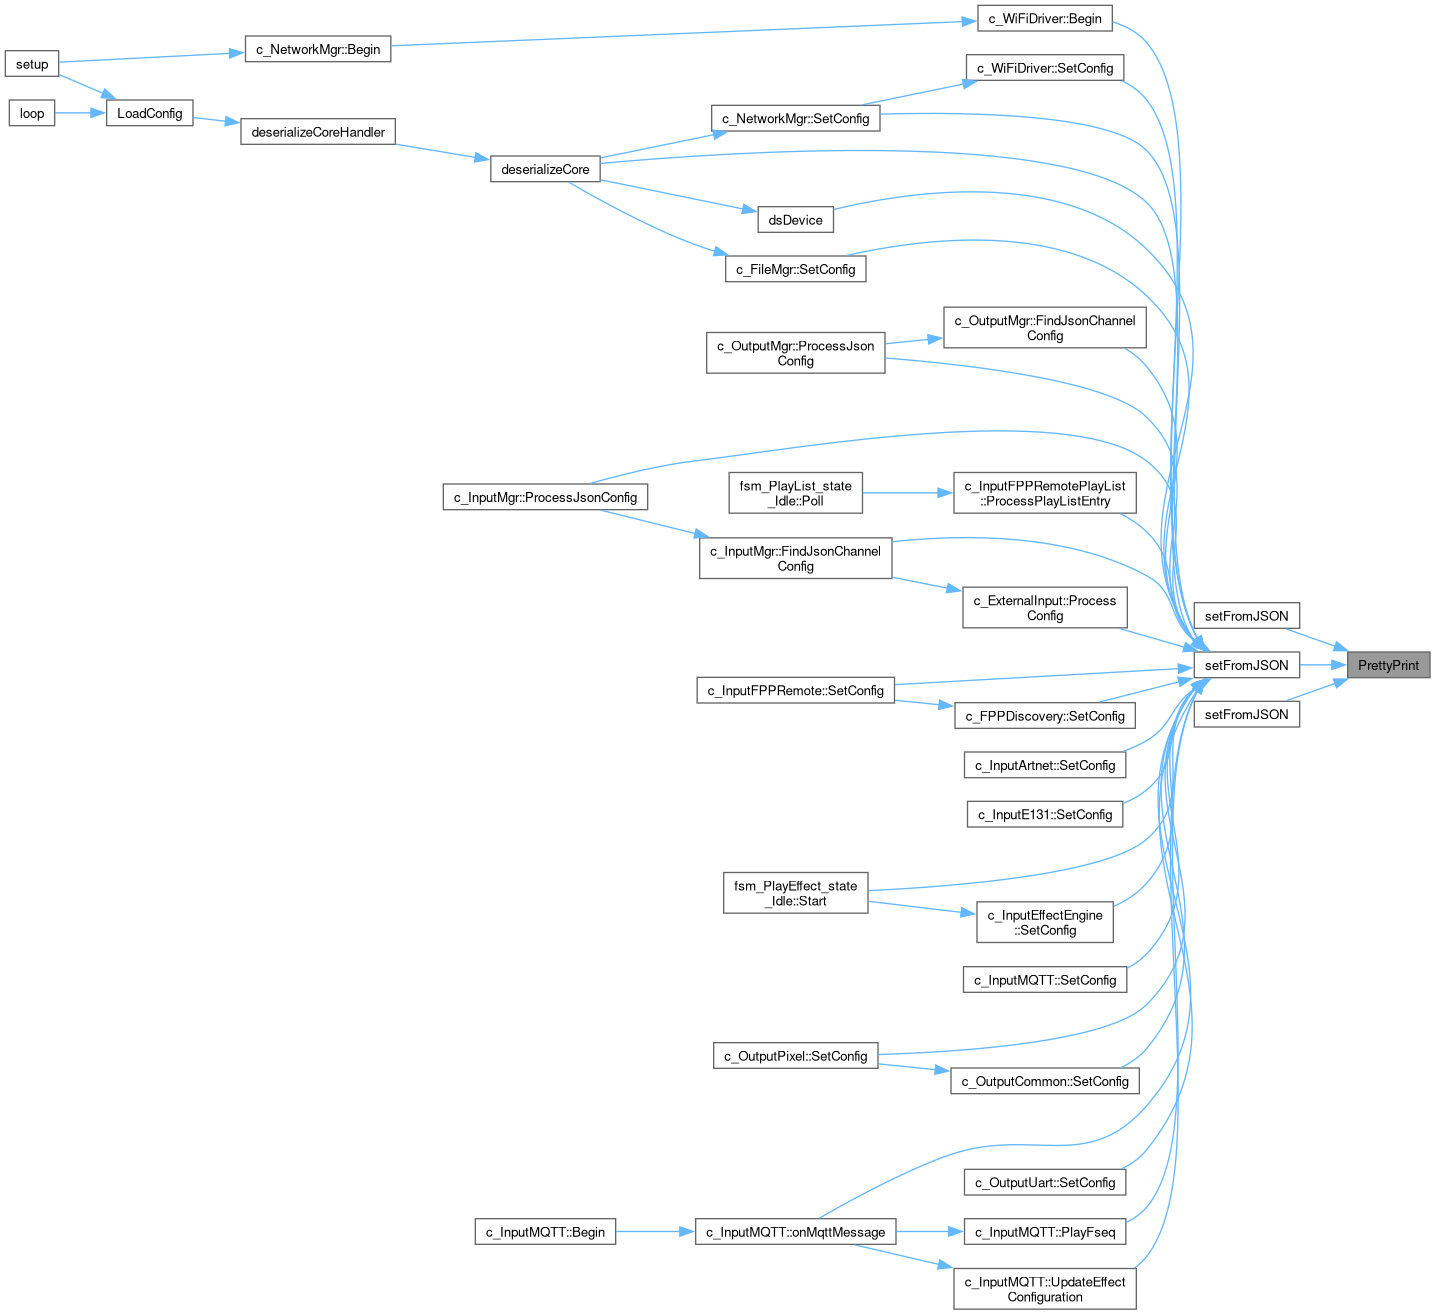 c_WiFiDriver::Begin
c_NetworkMgr::Begin
setup
c_WiFiDriver::SetConfig
loop
LoadConfig
c_NetworkMgr::SetConfig
deserializeCoreHandler
deserializeCore
dsDevice
c_FileMgr::SetConfig
c_OutputMgr::FindJsonChannel
Config
c_OutputMgr::ProcessJson
Config
c_InputMgr::ProcessJsonConfig
fsm_PlayList_state
_Idle::Poll
c_InputFPPRemotePlayList
::ProcessPlayListEntry
c_InputMgr::FindJsonChannel
Config
c_ExternalInput::Process
Config
setFromJSON
setFromJSON
PrettyPrint
c_InputFPPRemote::SetConfig
c_FPPDiscovery::SetConfig
setFromJSON
c_InputArtnet::SetConfig
c_InputE131::SetConfig
fsm_PlayEffect_state
_Idle::Start
c_InputEffectEngine
::SetConfig
c_InputMQTT::SetConfig
c_OutputPixel::SetConfig
c_OutputCommon::SetConfig
c_OutputUart::SetConfig
c_InputMQTT::Begin
c_InputMQTT::onMqttMessage
c_InputMQTT::PlayFseq
c_InputMQTT::UpdateEffect
Configuration